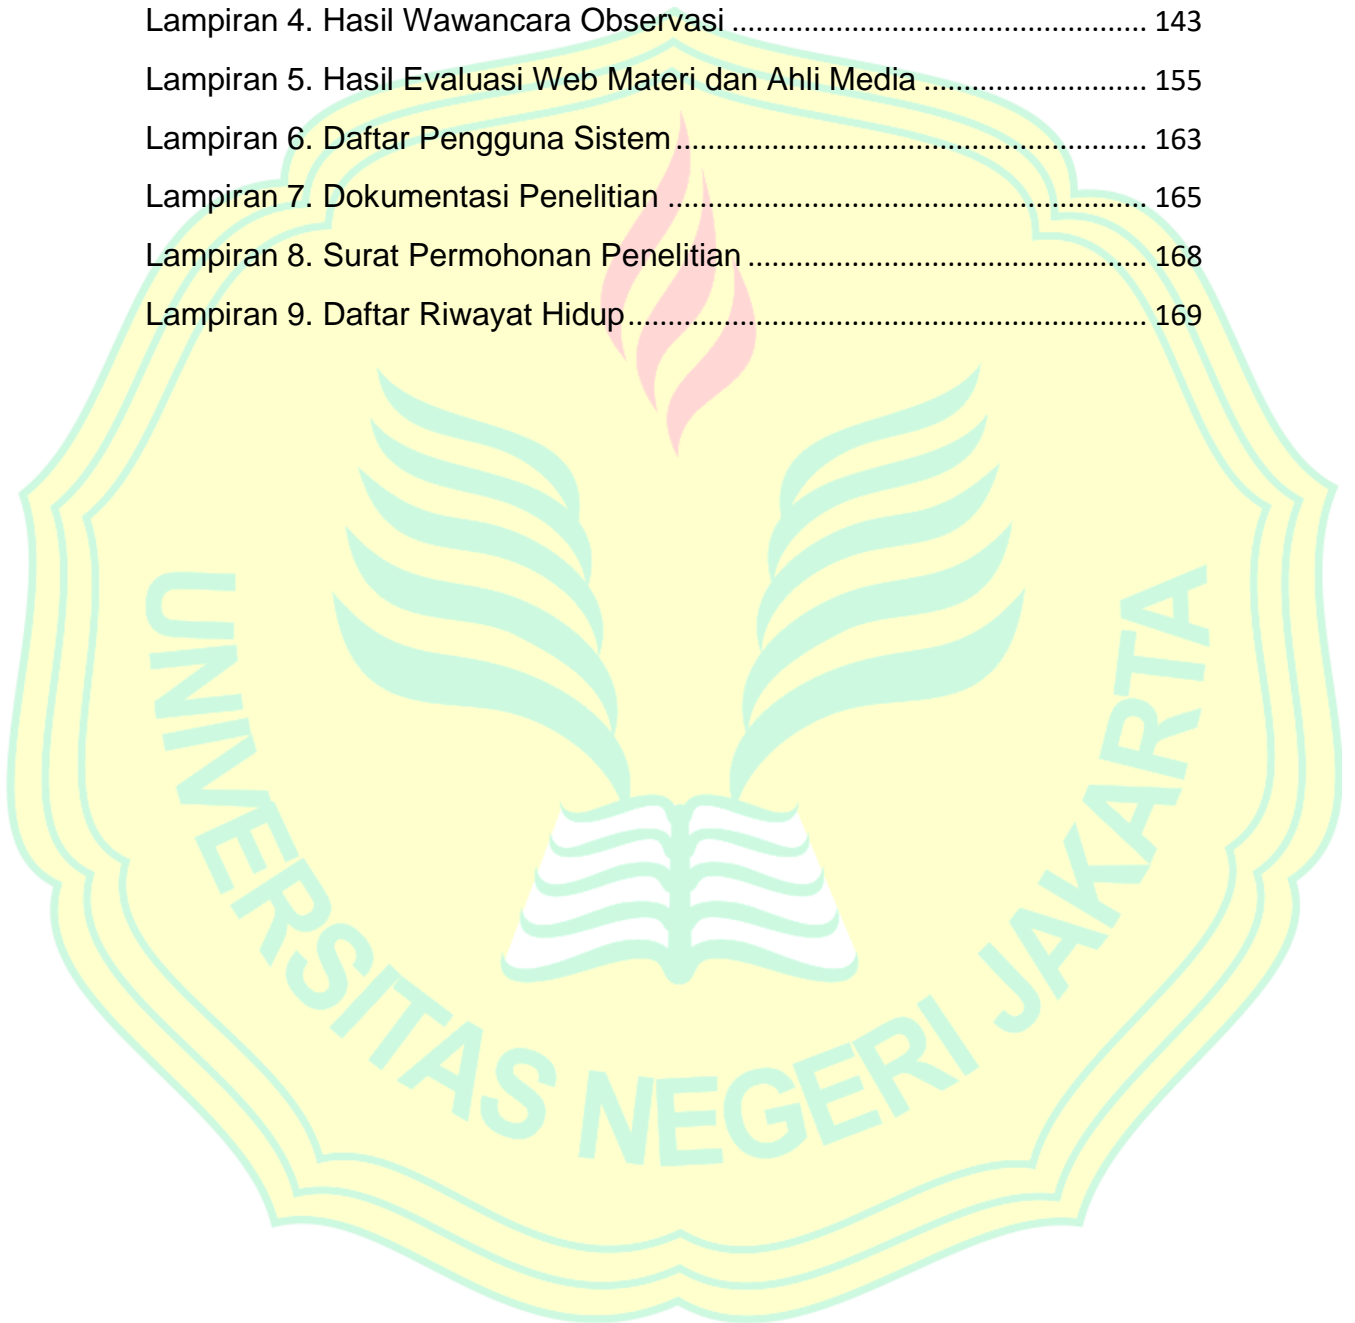 Lampiran 4. Hasil Wawancara Observasi ..................................................... 143
Lampiran 5. Hasil Evaluasi Web Materi dan Ahli Media ............................ 155
Lampiran 6. Daftar Pengguna Sistem ............................................................ 163
Lampiran 7. Dokumentasi Penelitian ............................................................. 165
Lampiran 8. Surat Permohonan Penelitian ................................................... 168
Lampiran 9. Daftar Riwayat Hidup .................................................................. 169
UNIVERSITAS NEGERI JAKARTA